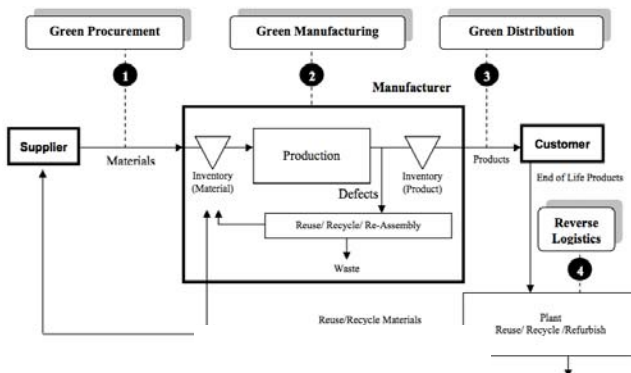 Green Procurement
Green Manufacturing
Green Distribution
1
2
3
Manufacturer
Supplier
Materials
Inventory
(Material)
Production
Inventory
(Product)
Products
Customer
Defects
End of Life Products
Reuse/ Recycle/ Re-Assembly
Waste
Reverse
Logistics
4
Reuse/Recycle Materials
Plant
Reuse/ Recycle /Refurbish